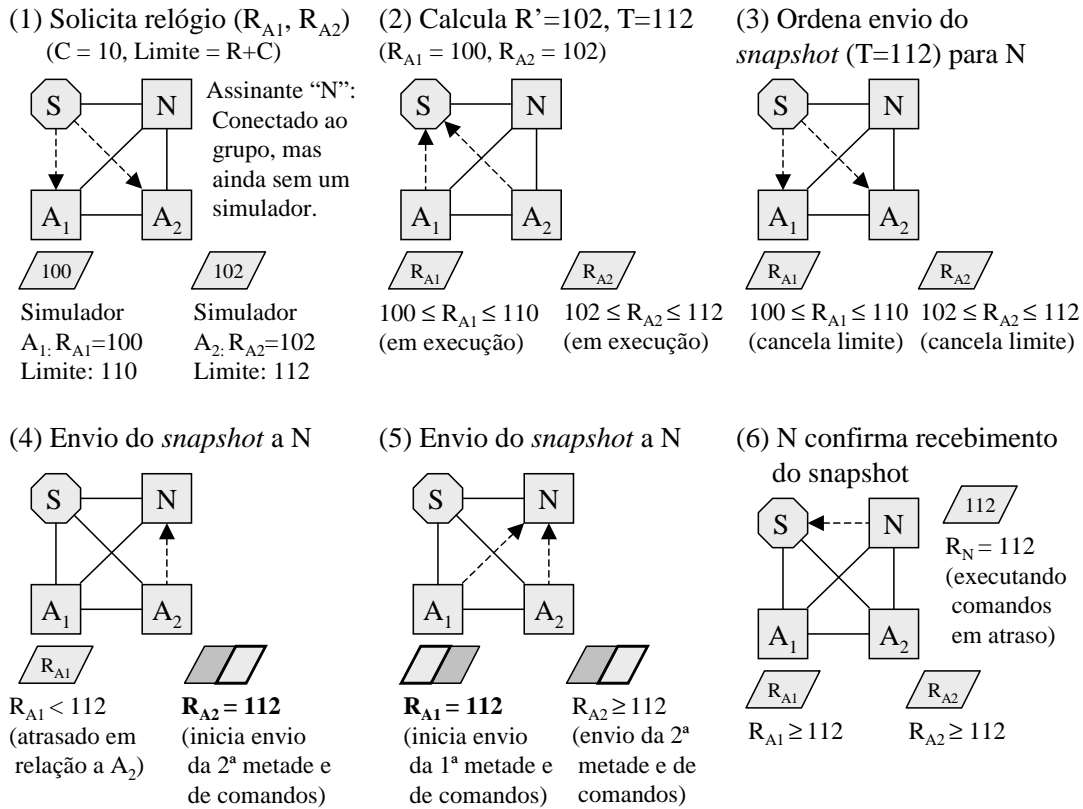 (1) Solicita relógio (R_A1, R_A2)
(C = 10, Limite = R+C)
S
N
A1
A2
Assinante “N”:
Conectado ao
grupo, mas
ainda sem um
simulador.
100
102
Simulador
A1: R_A1=100
Limite: 110
Simulador
A2: R_A2=102
Limite: 112
(2) Calcula R’=102, T=112
(R_A1 = 100, R_A2 = 102)
S
N
A1
A2
R_A1
R_A2
100 ≤ R_A1 ≤ 110
(em execução)
102 ≤ R_A2 ≤ 112
(em execução)
(3) Ordena envio do
snapshot (T=112) para N
S
N
A1
A2
R_A1
R_A2
100 ≤ R_A1 ≤ 110
(cancela limite)
102 ≤ R_A2 ≤ 112
(cancela limite)
(4) Envio do snapshot a N
S
N
A1
A2
R_A1
R_A1 < 112
(atrasado em
relação a A2)
R_A2 = 112
(inicia envio
da 2ª metade e
de comandos)
(5) Envio do snapshot a N
S
N
A1
A2
R_A1 = 112
(inicia envio
da 1ª metade e
de comandos)
R_A2 ≥ 112
(envio da 2ª
metade e de
comandos)
(6) N confirma recebimento
do snapshot
S
N
A1
A2
112
R_N = 112
(executando
comandos
em atraso)
R_A1
R_A2
R_A1 ≥ 112
R_A2 ≥ 112